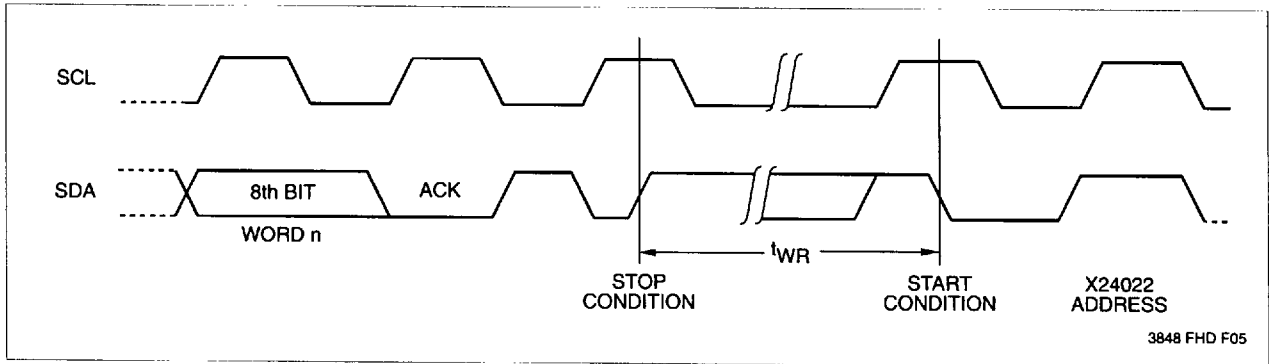 SCL
SDA
8th BIT
ACK
WORD n
tWR
STOP
CONDITION
START
CONDITION
X24022
ADDRESS
3848 FHD F05